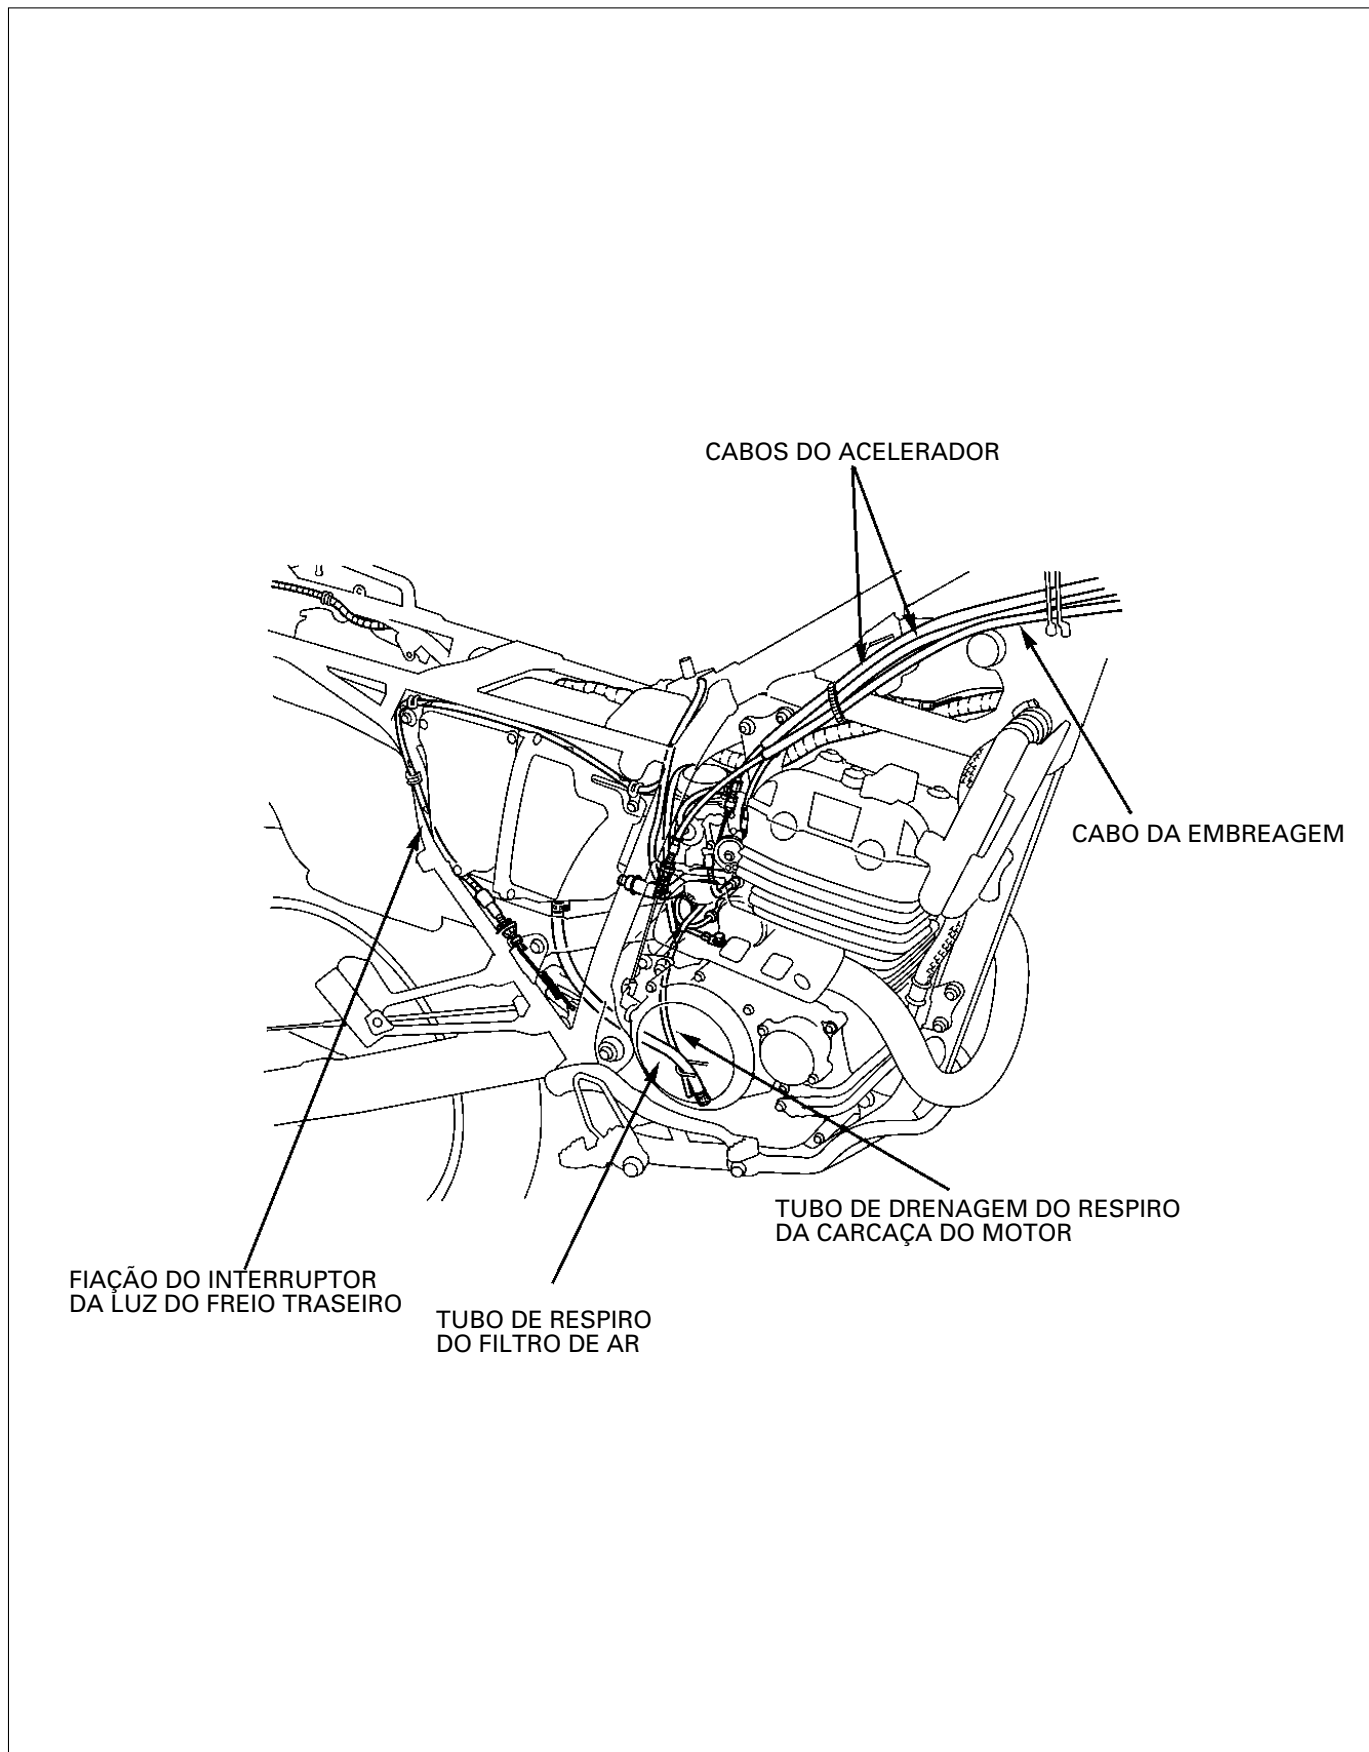 CABOS DO ACELERADOR
CABO DA EMBREAGEM
TUBO DE DRENAGEM DO RESPIRO
DA CARCAÇA DO MOTOR
FIAÇÃO DO INTERRUPTOR
DA LUZ DO FREIO TRASEIRO
TUBO DE RESPIRO
DO FILTRO DE AR